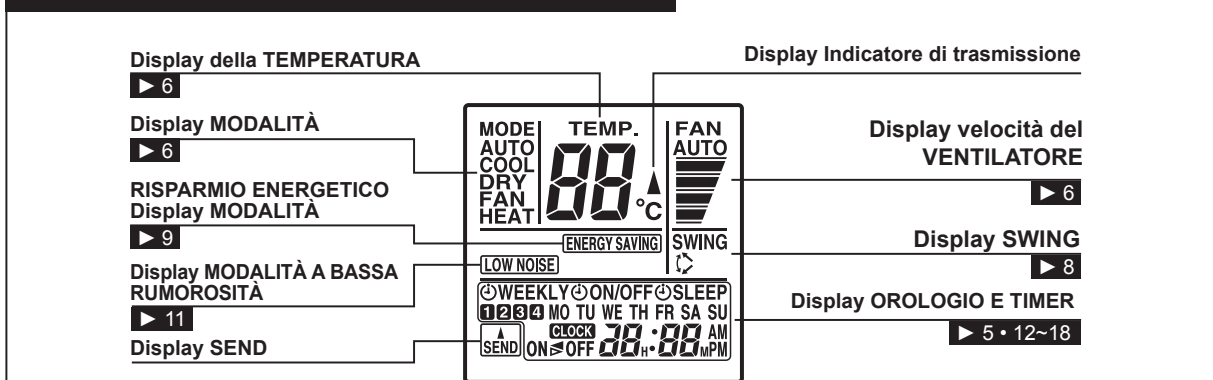 Display della TEMPERATURA
► 6
Display MODALITÀ
► 6
RISPARMIO ENERGETICO
Display MODALITÀ
► 9
Display MODALITÀ A BASSA
RUMOROSITÀ
► 11
Display SEND
MODE
AUTO
COOL
DRY
FAN
HEAT
TEMP.
88
°C
FAN
AUTO
ENERGY SAVING
SWING
LOW NOISE
WEEKLY ON/OFF SLEEP
1 2 3 4 MO TU WE TH FR SA SU
CLOCK
AM
SEND
ON OFF 28 H. : 88 M PM
Display Indicatore di trasmissione
Display velocità del
VENTILATORE
► 6
Display SWING
► 8
Display OROLOGIO E TIMER
► 5 • 12~18